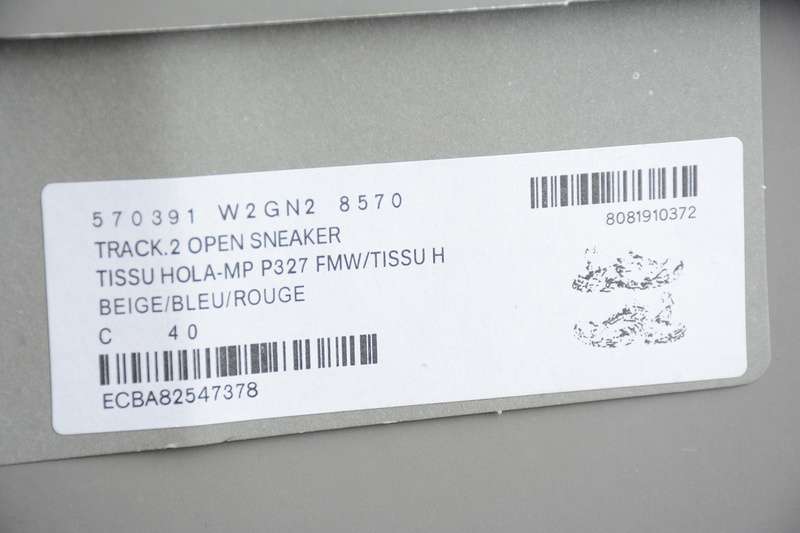 570391 W2GN2 8570
TRACK.2 OPEN SNEAKER
TISSU HOLA-MP P327 FMW/TISSU H
BEIGE/BLEU/ROUGE
C 40
ECBA82547378
8081910372